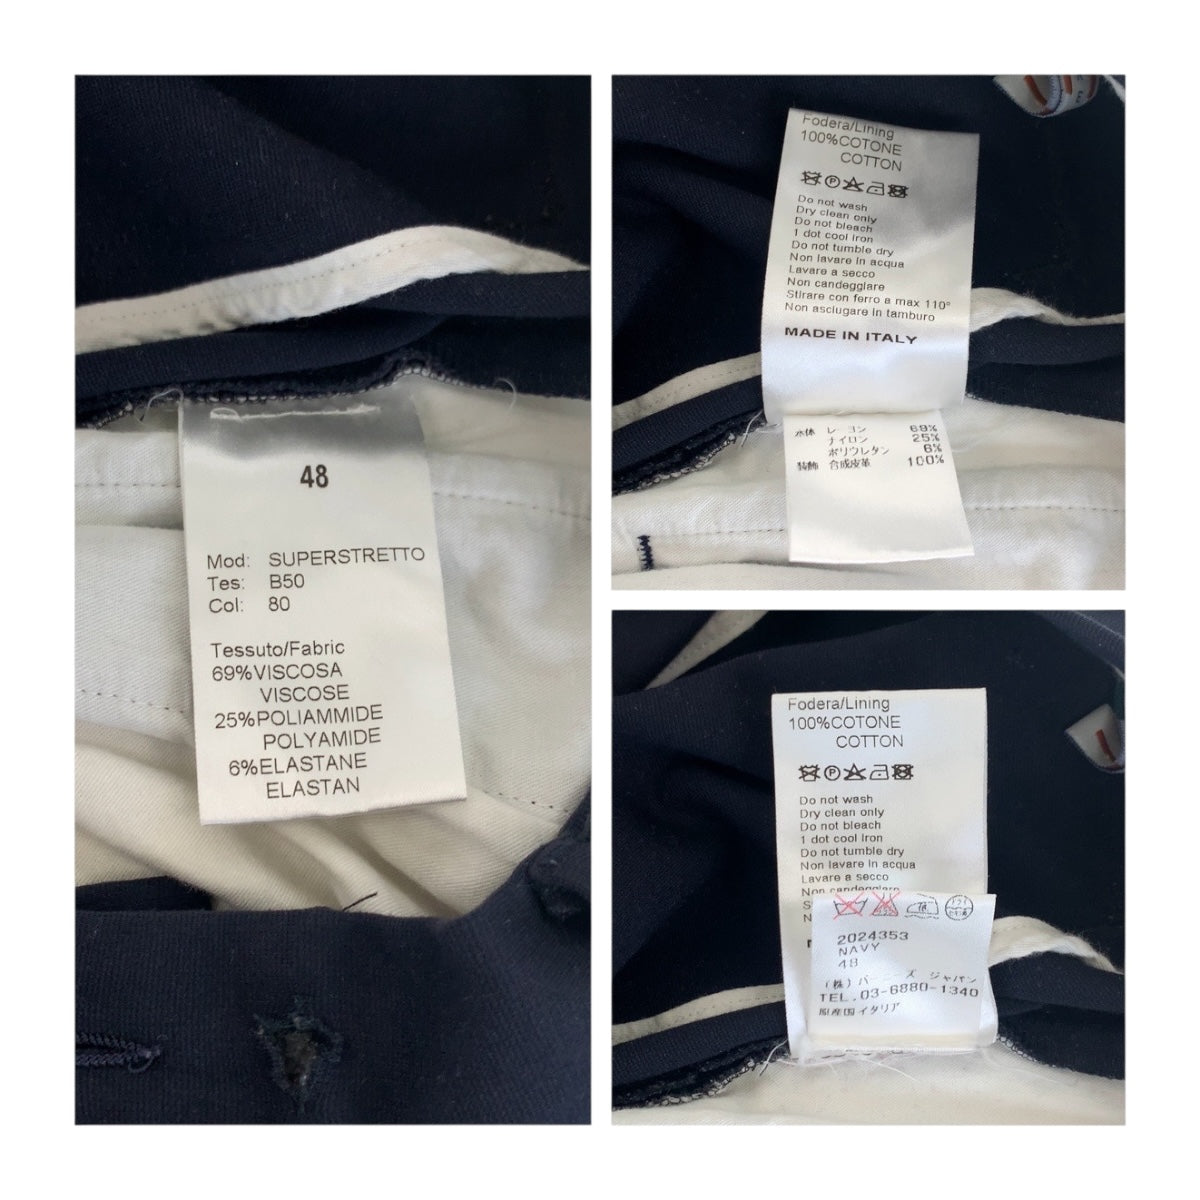 48
Mod: SUPERSTRETTO
Tes: B50
Col: 80
Tessuto/Fabric
69%VISCOSA
VISCOSE
25%POLIAMMIDE
POLYAMIDE
6%ELASTANE
ELASTAN
Fodera/Lining
100%COTONE
COTTON
Do not wash
Dry clean only
Do not bleach
1 dot cool iron
Do not tumble dry
Non lavare in acqua
Lavare a secco
Non candeggiare
Stirare con ferro a max 110°
Non asciugare in tamburo
MADE IN ITALY
本体 レーヨン 69%
ナイロン 25%
ポリウレタン 6%
装飾 合成皮革 100%
Fodera/Lining
100%COTONE
COTTON
Do not wash
Dry clean only
Do not bleach
1 dot cool iron
Do not tumble dry
Non lavare in acqua
Lavare a secco
Non candeggiare
2024353
NAVY
48
(株) バーニーズ ジャパン
TEL.03-6880-1340
原産国イタリア